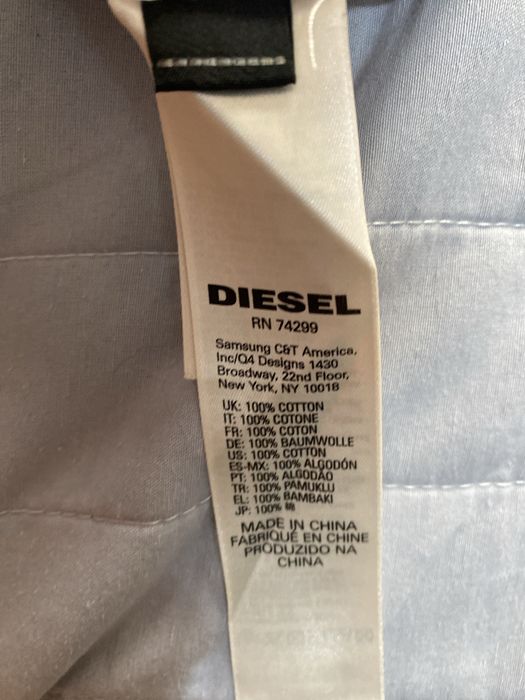 DIESEL
RN 74299
Samsung C&T America,
Inc/Q4 Designs 1430
Broadway, 22nd Floor,
New York, NY 10018
UK: 100% COTTON
IT: 100% COTONE
FR: 100% COTON
DE: 100% BAUMWOLLE
US: 100% COTTON
ES-MX: 100% ALGODÓN
PT: 100% ALGODÃO
TR: 100% PAMUKLU
EL: 100% BAMBAKI
JP: 100% 綿
MADE IN CHINA
FABRIQUÉ EN CHINE
PRODUZIDO NA
CHINA